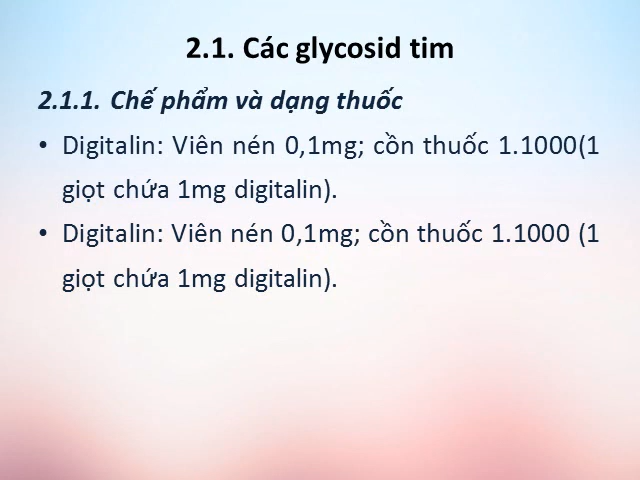 2.1. Các glycosid tim
2.1.1. Chế phẩm và dạng thuốc
• Digitalin: Viên nén 0,1mg; cồn thuốc 1.1000(1
giọt chứa 1mg digitalin).
• Digitalin: Viên nén 0,1mg; cồn thuốc 1.1000 (1
giọt chứa 1mg digitalin).